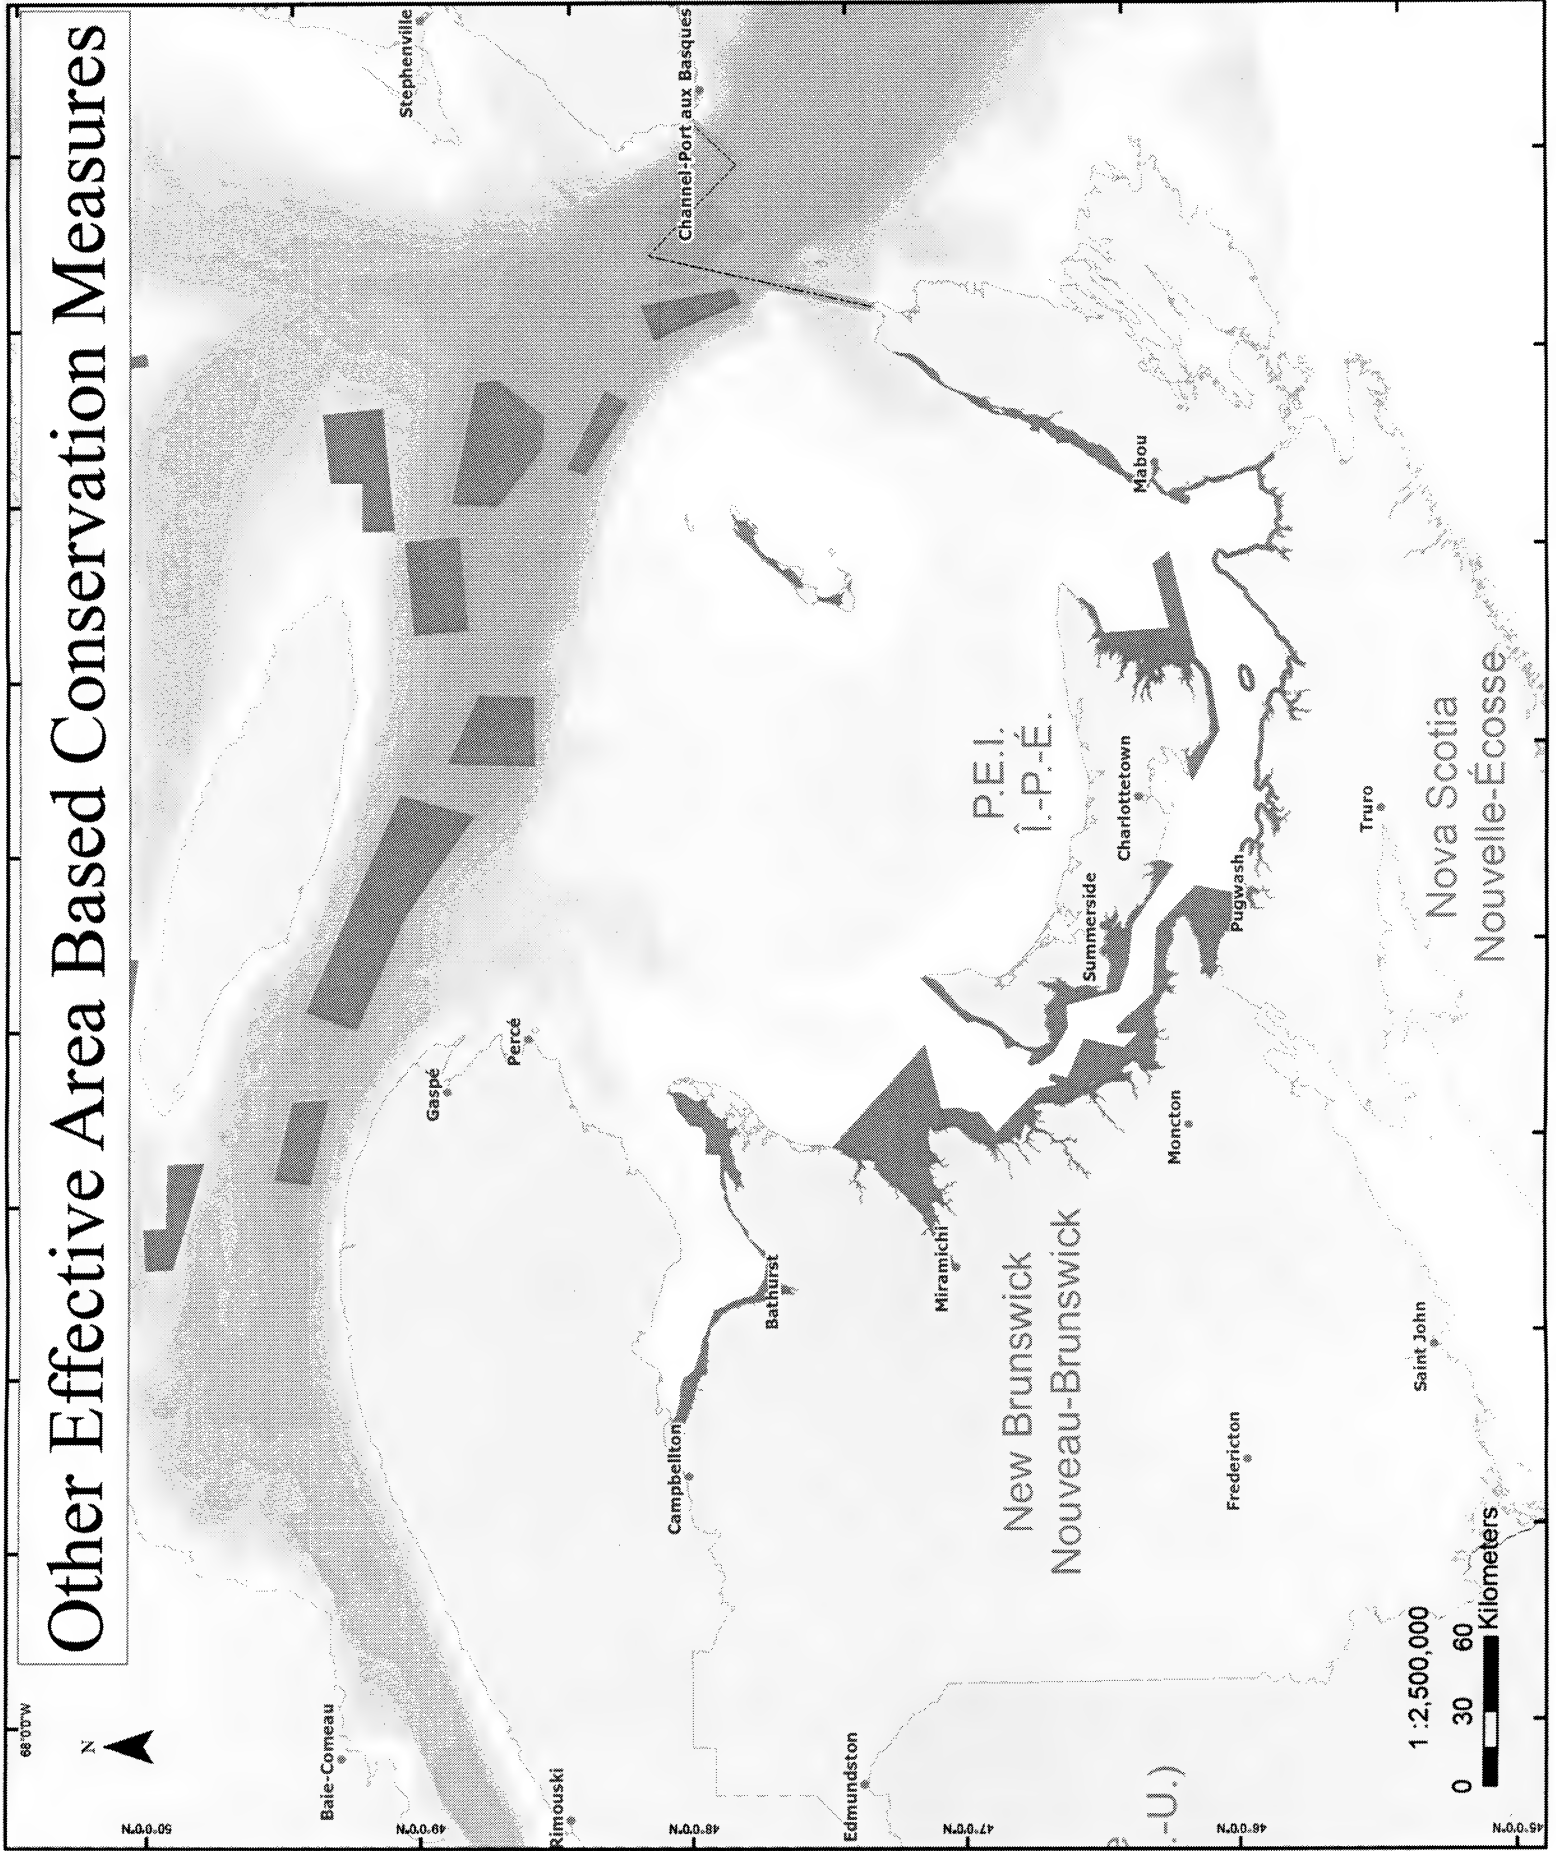 Other Effective Area Based Conservation Measures
68°0'0"W
N
50°0'0"N
49°0'0"N
48°0'0"N
47°0'0"N
46°0'0"N
45°0'0"N
Baie-Comeau
Rimouski
Gaspé
Percé
Stephenville
Channel-Port aux Basques
Campbellton
Bathurst
Edmundston
Miramichi
New Brunswick
Nouveau-Brunswick
P.E.I.
Î.-P.-É.
Summerside
Charlottetown
Mabou
Moncton
Pugwash
Fredericton
Truro
Saint John
Nova Scotia
Nouvelle-Écosse
.-U.)
1 :2,500,000
0 30 60
Kilometers